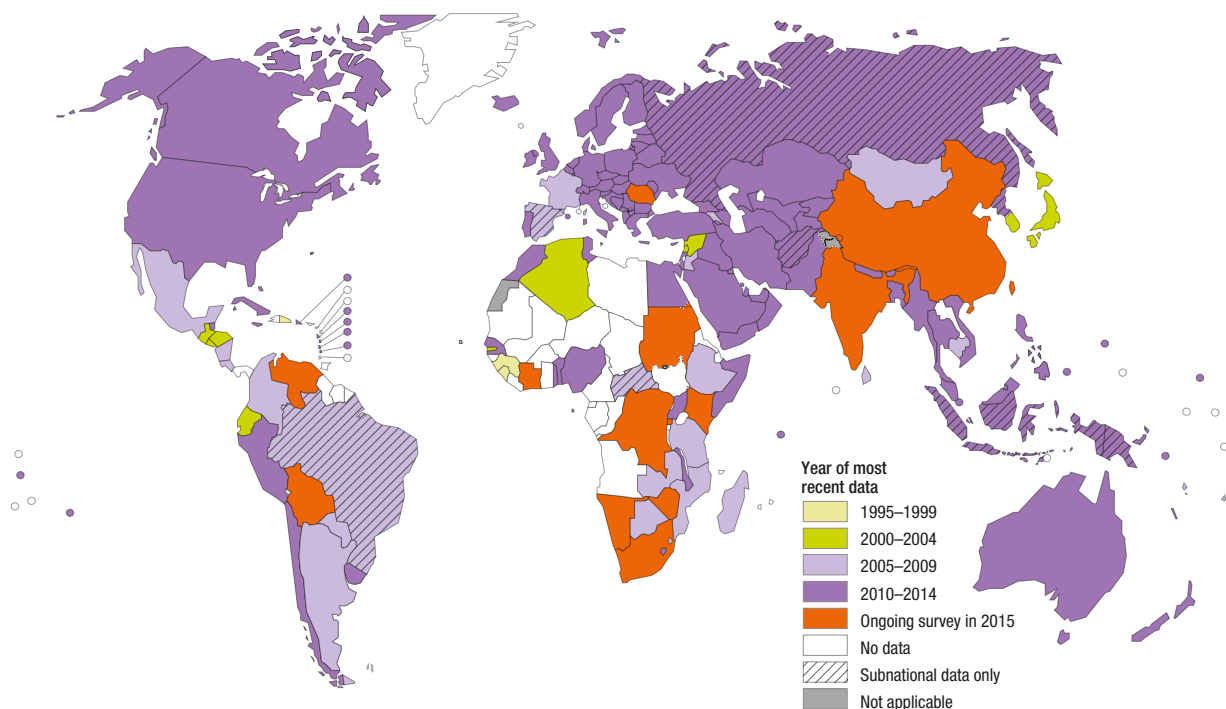 Year of most
recent data
1995–1999
2000–2004
2005–2009
2010–2014
Ongoing survey in 2015
No data
Subnational data only
Not applicable